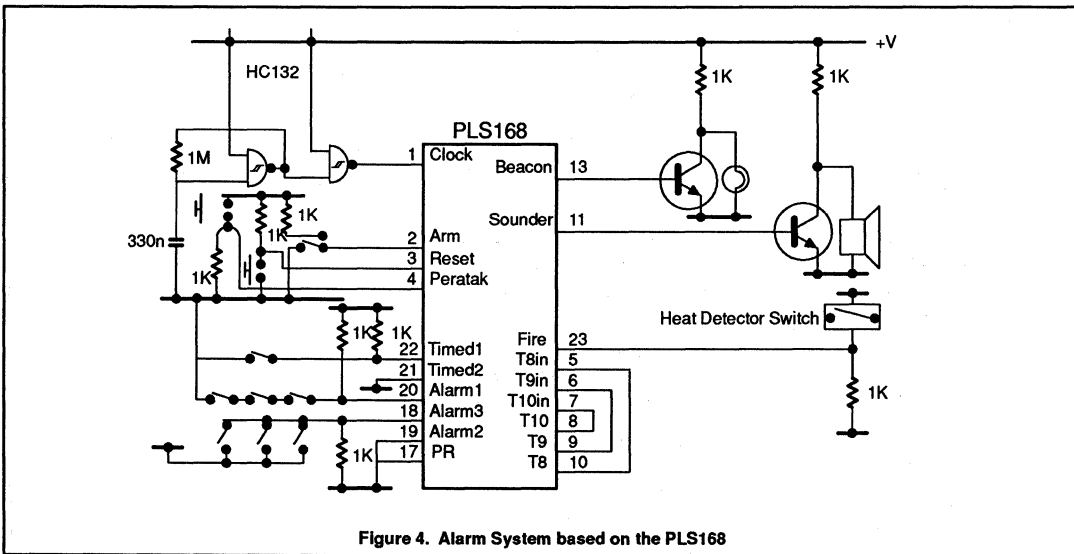 +V
HC132
1K
1K
1M
PLS168
1 Clock
Beacon 13
Sounder 11
330n
1K
1K
1K
2 Arm
3 Reset
4 Peratak
Heat Detector Switch
1K
1K
Fire 23
22 Timed1
T8in 5
21 Timed2
T9in 6
20 Alarm1
T10in 7
18 Alarm3
T10 8
19 Alarm2
T9 9
17 PR
T8 10
1K
1K
Figure 4. Alarm System based on the PLS168